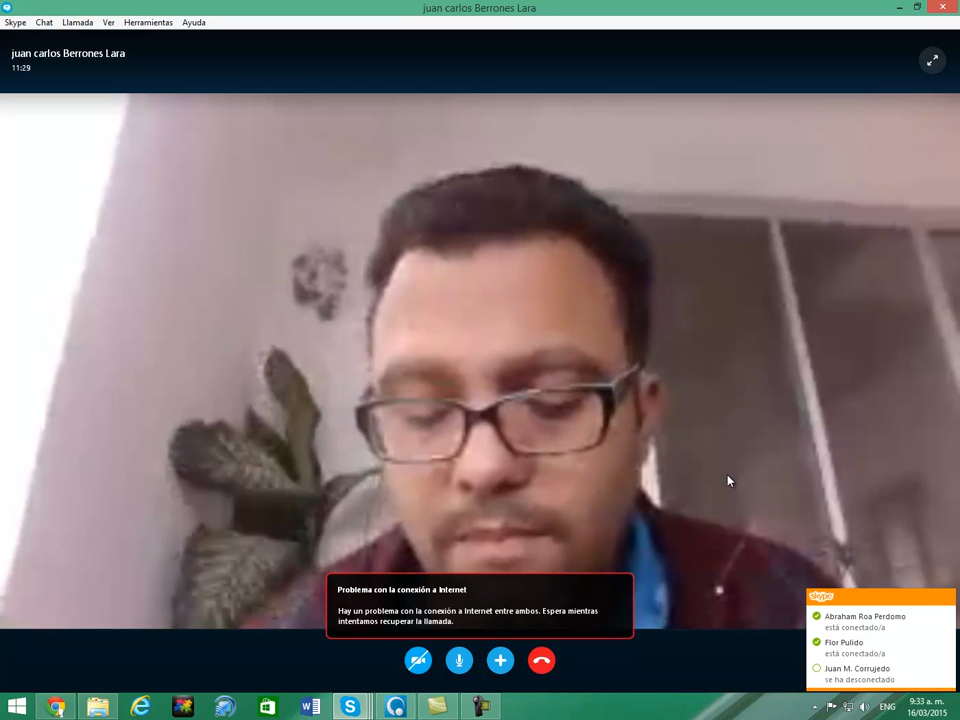 juan carlos Berrones Lara
Skype Chat Llamada Ver Herramientas Ayuda
juan carlos Berrones Lara
11:29
Problema con la conexión a Internet
Hay un problema con la conexión a Internet entre ambos. Espera mientras
intentamos recuperar la llamada.
skype
Abraham Roa Perdomo
está conectado/a
Flor Pulido
está conectado/a
Juan M. Corrujedo
se ha desconectado
ENG
9:33 a. m.
16/03/2015